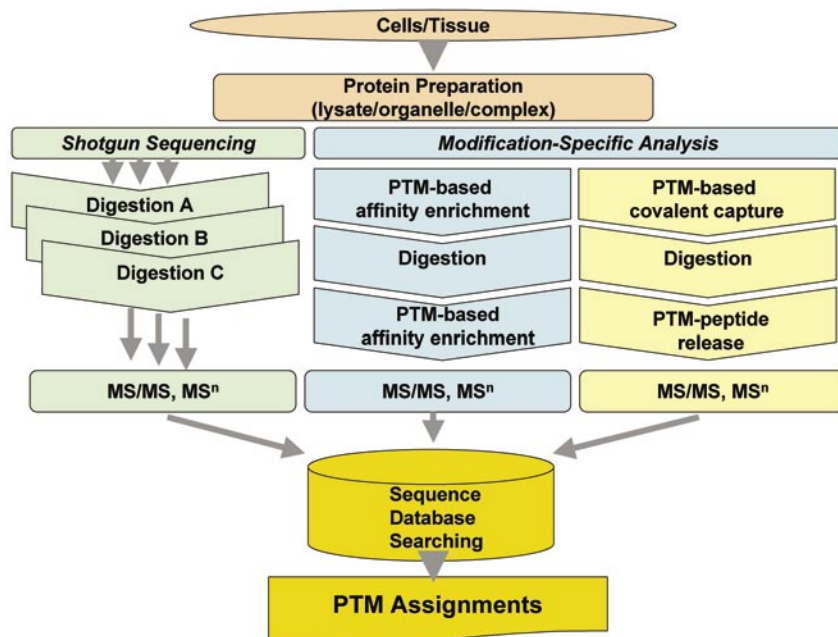 Cells/Tissue
Protein Preparation
(lysate/organelle/complex)
Shotgun Sequencing
Modification-Specific Analysis
Digestion A
Digestion B
Digestion C
PTM-based
affinity enrichment
Digestion
PTM-based
affinity enrichment
PTM-based
covalent capture
Digestion
PTM-peptide
release
MS/MS, MSⁿ
MS/MS, MSⁿ
MS/MS, MSⁿ
Sequence
Database
Searching
PTM Assignments